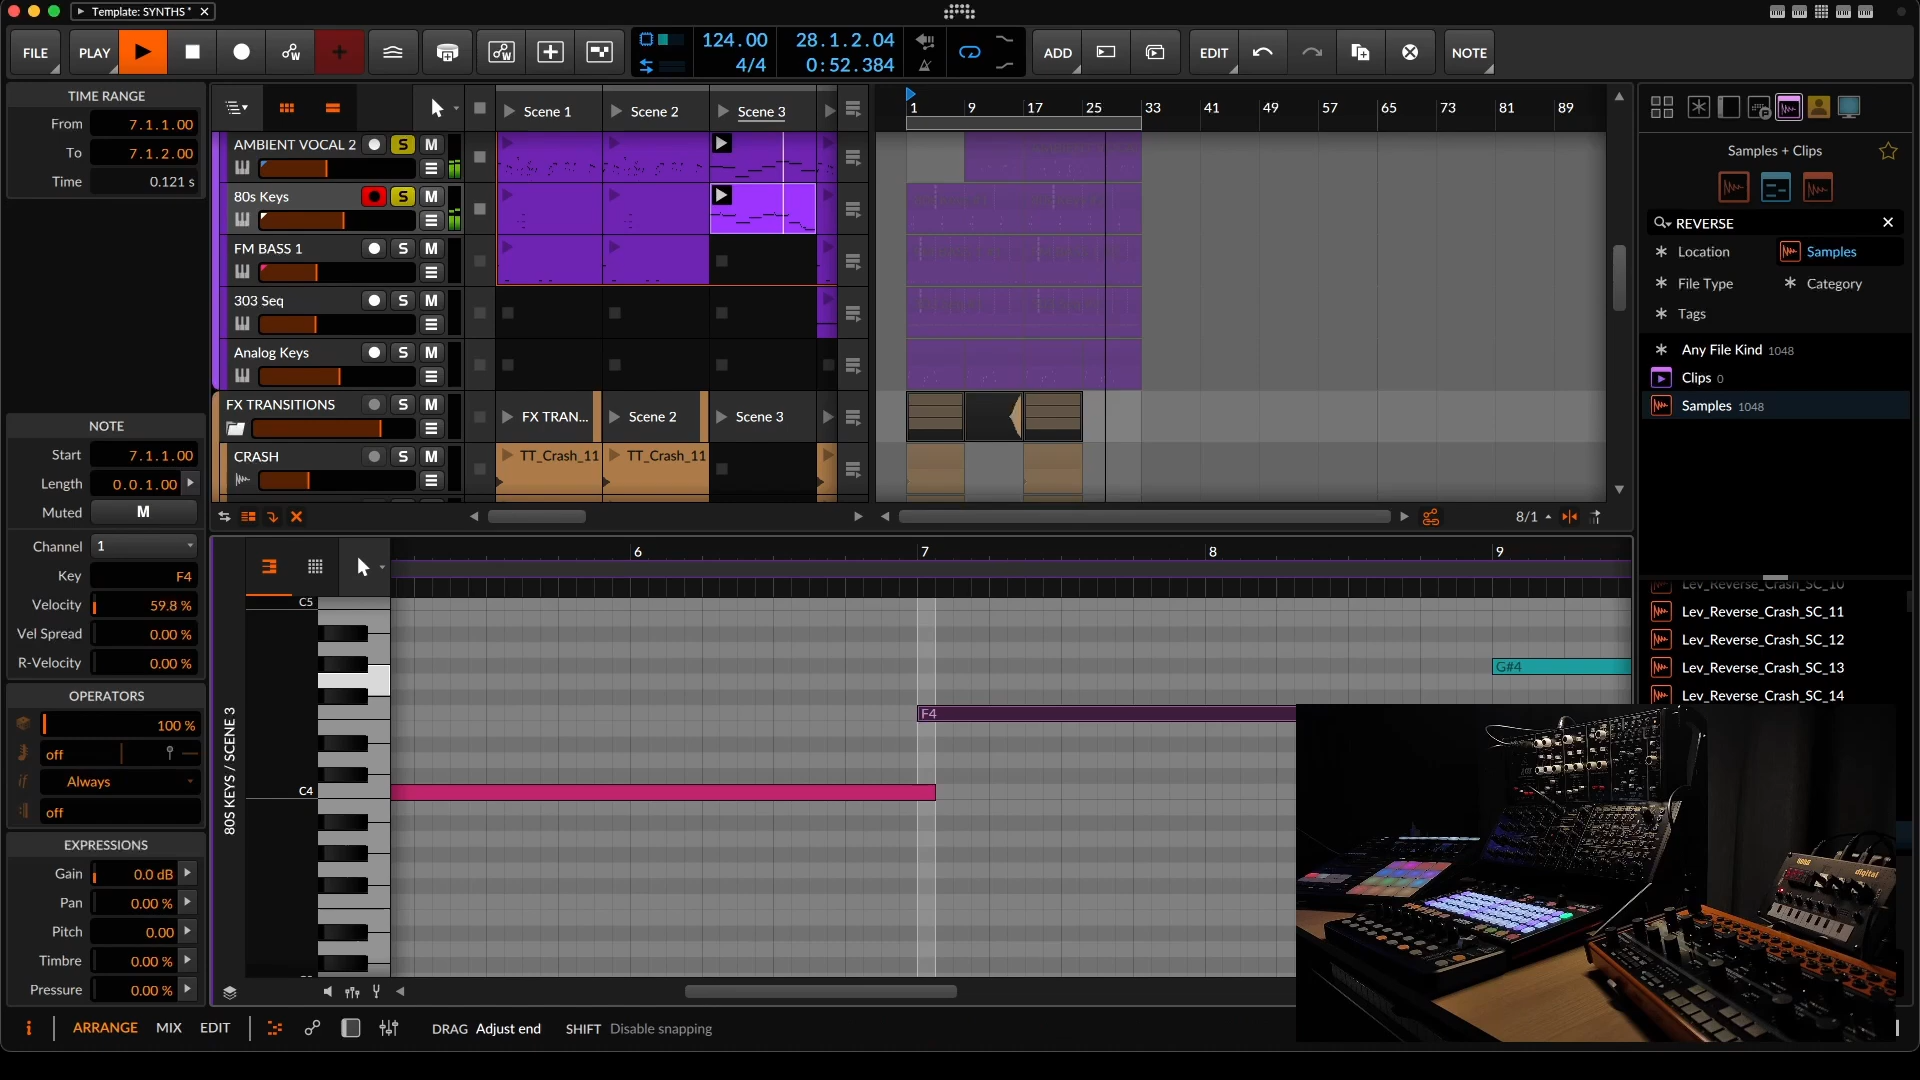 Template: SYNTHS *
FILE PLAY 124.00 28.1.2.04 ADD EDIT NOTE
4/4 0:52.384
TIME RANGE
From 7.1.1.00
To 7.1.2.00
Time 0.121 s
Scene 1 Scene 2 Scene 3
1 9 17 25 33 41 49 57 65 73 81 89
AMBIENT VOCAL 2 S M
80s Keys S M
FM BASS 1 S M
303 Seq S M
Analog Keys S M
FX TRANSITIONS S M FX TRAN... Scene 2 Scene 3
CRASH S M TT_Crash_11 TT_Crash_11
8/1
Samples + Clips
REVERSE
Location Samples
File Type Category
Tags
Any File Kind 1048
Clips 0
Samples 1048
Lev_Reverse_Crash_SC_10
Lev_Reverse_Crash_SC_11
Lev_Reverse_Crash_SC_12
Lev_Reverse_Crash_SC_13
Lev_Reverse_Crash_SC_14
NOTE
Start 7.1.1.00
Length 0.0.1.00
Muted M
Channel 1
Key F4
Velocity 59.8 %
Vel Spread 0.00 %
R-Velocity 0.00 %
OPERATORS
100 %
off
Always
off
EXPRESSIONS
Gain 0.0 dB
Pan 0.00 %
Pitch 0.00
Timbre 0.00 %
Pressure 0.00 %
80S KEYS / SCENE 3
6 7 8 9
C5
G#4
F4
C4
digital
i ARRANGE MIX EDIT DRAG Adjust end SHIFT Disable snapping